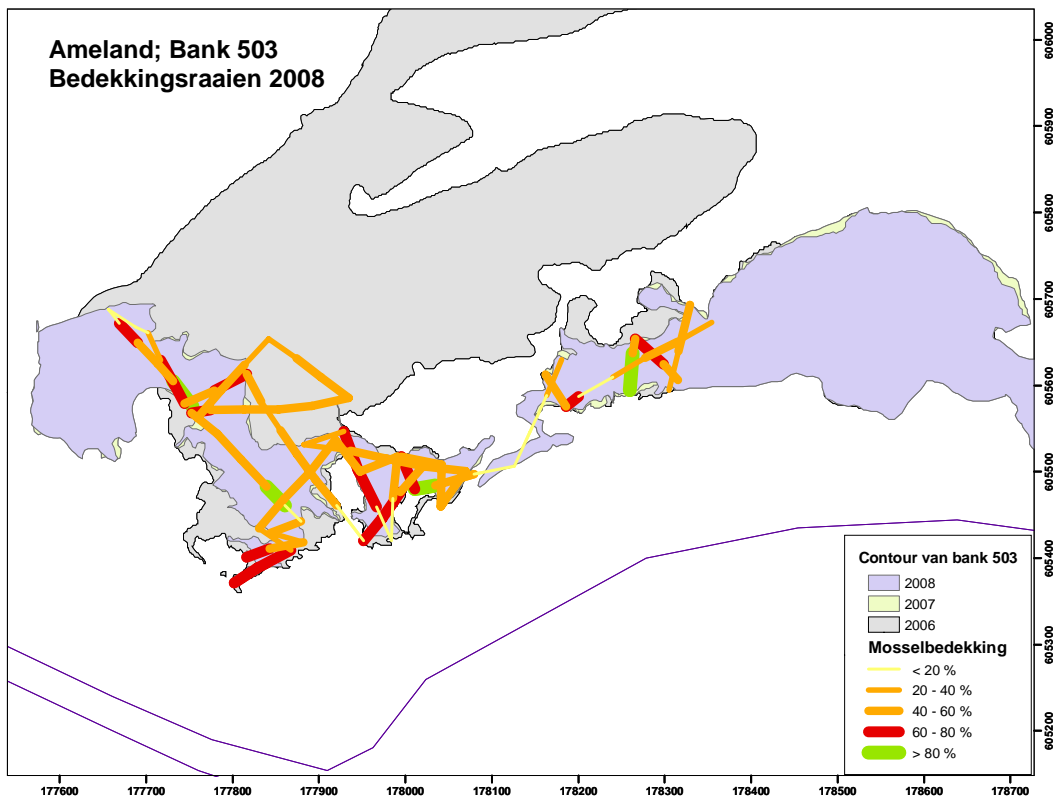 Ameland; Bank 503
Bedekkingsraaien 2008
606000
605900
605800
605700
605600
605500
605400
605300
605200
Contour van bank 503
2008
2007
2006
Mosselbedekking
< 20 %
20 - 40 %
40 - 60 %
60 - 80 %
> 80 %
177600 177700 177800 177900 178000 178100 178200 178300 178400 178500 178600 178700